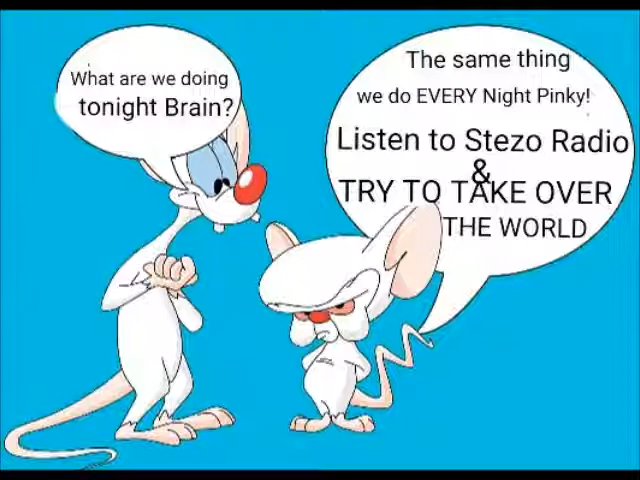 What are we doing
tonight Brain?
The same thing
we do EVERY Night Pinky!
Listen to Stezo Radio
&
TRY TO TAKE OVER
THE WORLD